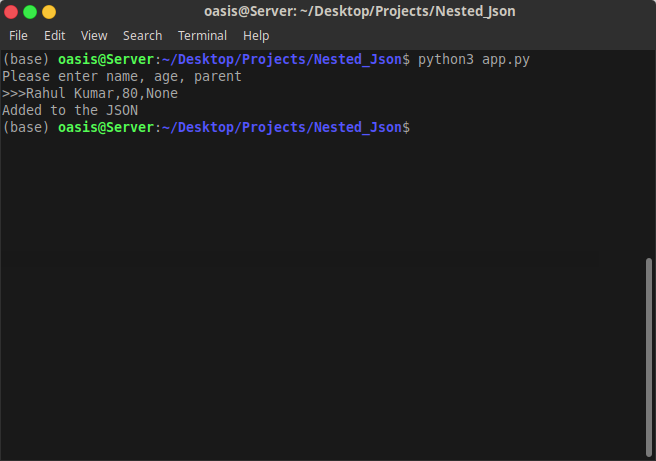 oasis@Server: ~/Desktop/Projects/Nested_Json
File Edit View Search Terminal Help
(base) oasis@Server:~/Desktop/Projects/Nested_Json$ python3 app.py
Please enter name, age, parent
>>>Rahul Kumar,80,None
Added to the JSON
(base) oasis@Server:~/Desktop/Projects/Nested_Json$